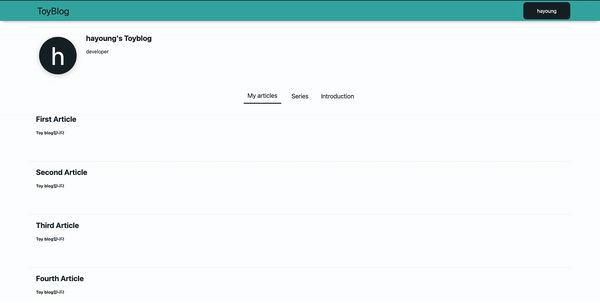 ToyBlog
hayoung
h
hayoung's Toyblog
developer
My articles
Series
Introduction
First Article
Toy blog입니다
Second Article
Toy blog입니다
Third Article
Toy blog입니다
Fourth Article
Toy blog입니다